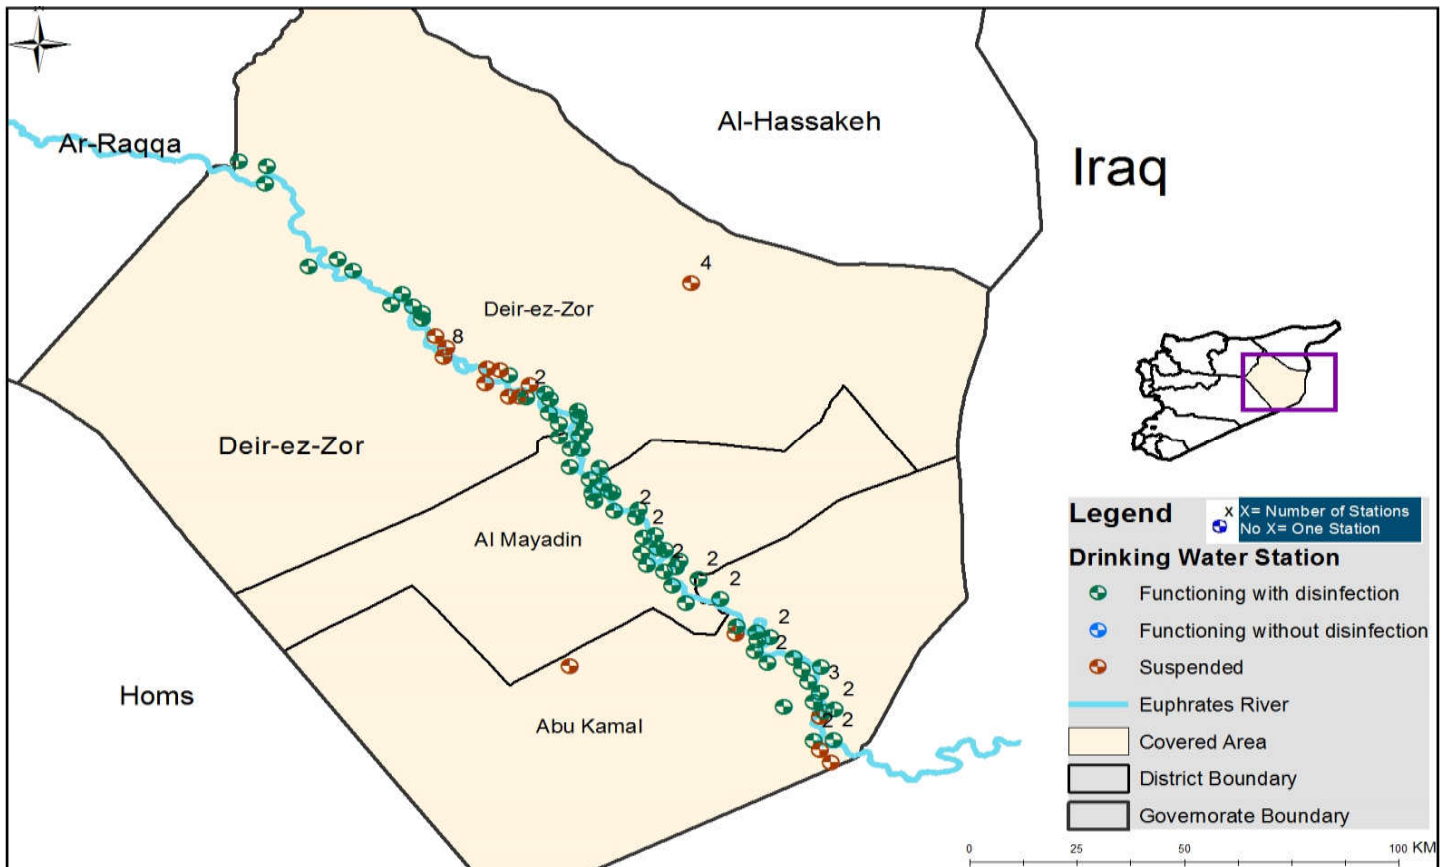 Ar-Raqqa
Al-Hassakeh
Iraq
4
Deir-ez-Zor
8
2
Deir-ez-Zor
2
2
Al Mayadin
2
2
2
2
2
3
2
2 2
Homs
Abu Kamal
Legend
X X= Number of Stations
No X= One Station
Drinking Water Station
Functioning with disinfection
Functioning without disinfection
Suspended
Euphrates River
Covered Area
District Boundary
Governorate Boundary
0 25 50 100 KM